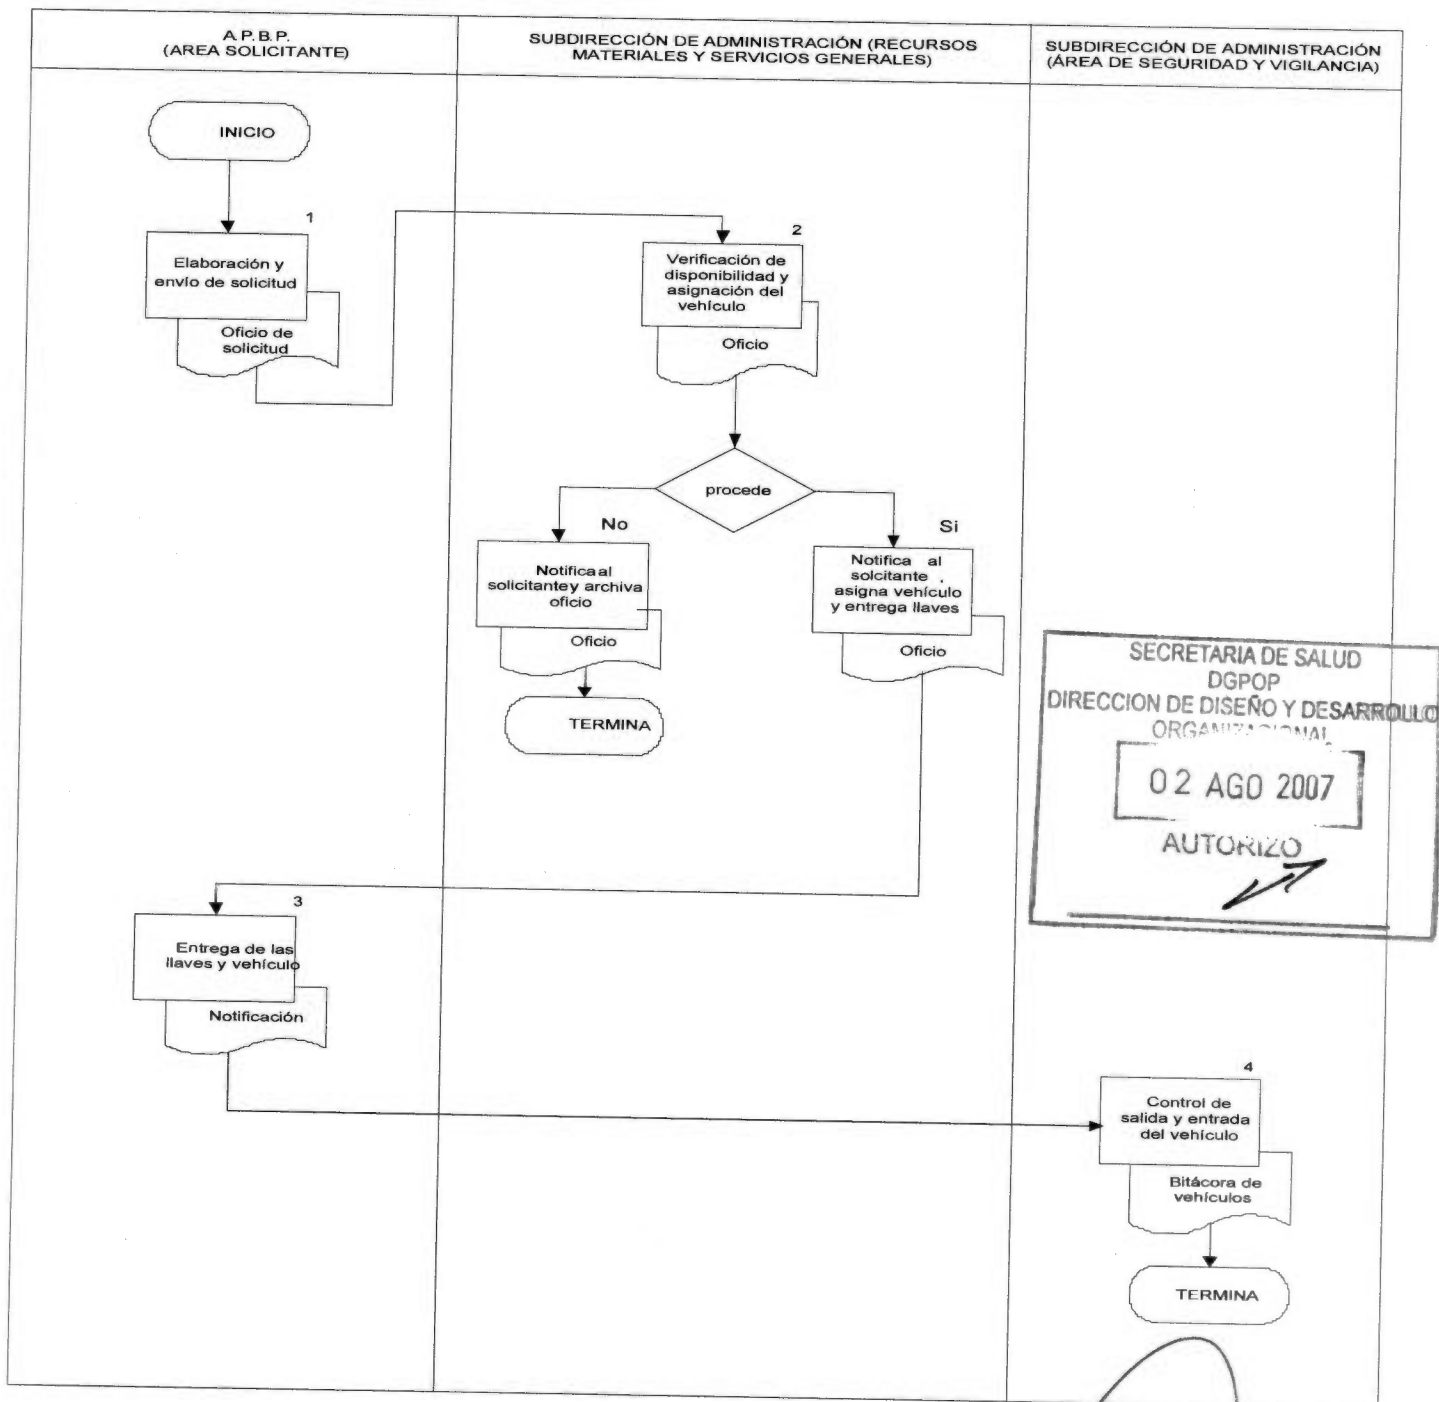 A.P.B.P.
(AREA SOLICITANTE)
SUBDIRECCIÓN DE ADMINISTRACIÓN (RECURSOS
MATERIALES Y SERVICIOS GENERALES)
SUBDIRECCIÓN DE ADMINISTRACIÓN
(ÁREA DE SEGURIDAD Y VIGILANCIA)
INICIO
1
Elaboración y
envío de solicitud
Oficio de
solicitud
2
Verificación de
disponibilidad y
asignación del
vehículo
Oficio
procede
No
Si
Notifica al
solicitante y archiva
oficio
Oficio
TERMINA
Notifica al
solcitante ,
asigna vehículo
y entrega llaves
Oficio
SECRETARIA DE SALUD
DGPOP
DIRECCION DE DISEÑO Y DESARROLLO
ORGANIZACIONAL
02 AGO 2007
AUTORIZO
3
Entrega de las
llaves y vehículo
Notificación
4
Control de
salida y entrada
del vehículo
Bitácora de
vehículos
TERMINA